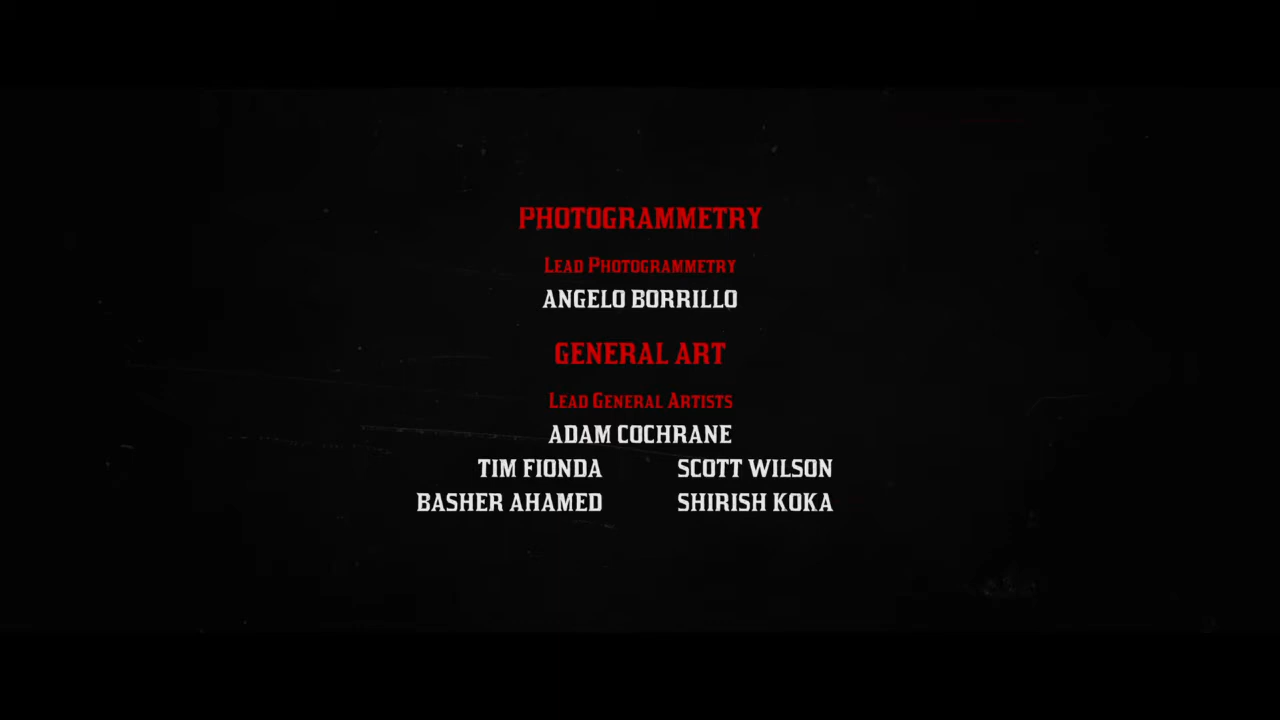 PHOTOGRAMMETRY
LEAD PHOTOGRAMMETRY
ANGELO BORRILLO
GENERAL ART
LEAD GENERAL ARTISTS
ADAM COCHRANE
TIM FIONDA SCOTT WILSON
BASHER AHAMED SHIRISH KOKA